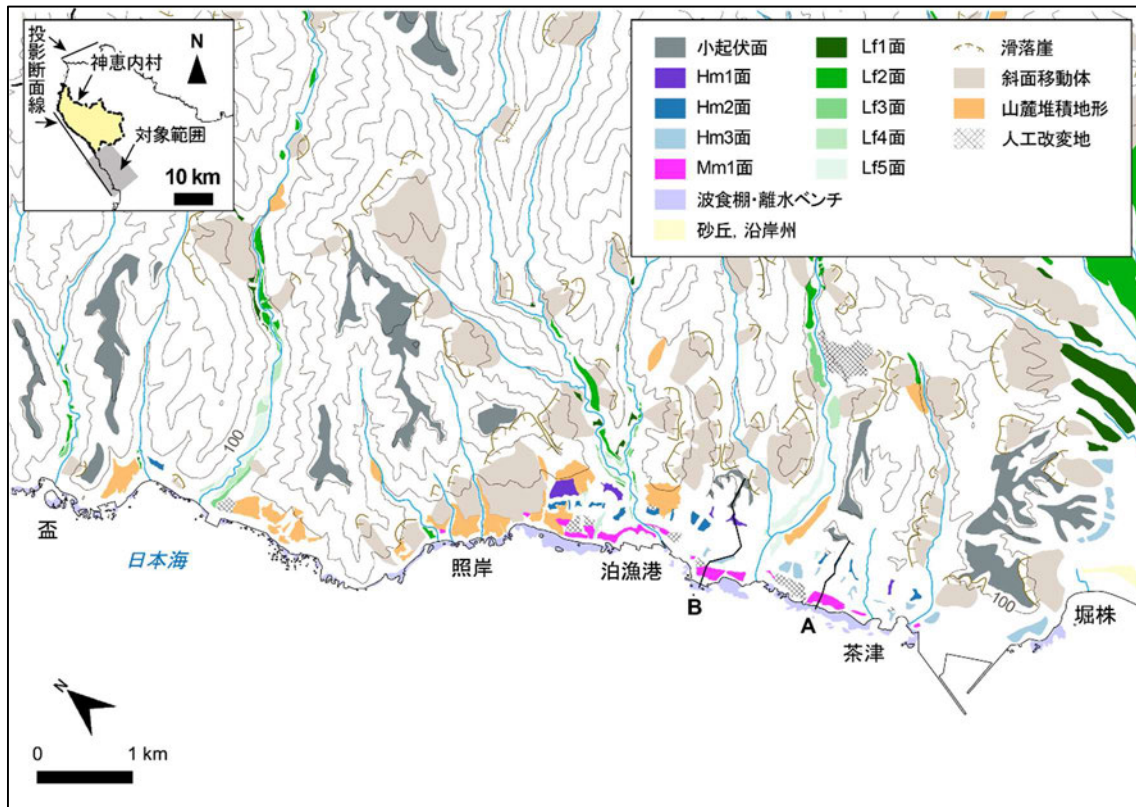 投影断面線
神恵内村
N
対象範囲
10 km
小起伏面
Hm1面
Hm2面
Hm3面
Mm1面
波食棚・離水ベンチ
砂丘, 沿岸州
Lf1面
Lf2面
Lf3面
Lf4面
Lf5面
滑落崖
斜面移動体
山麓堆積地形
人工改変地
100
盃
日本海
照岸
泊漁港
B
A
茶津
100
堀株
N
0 1 km